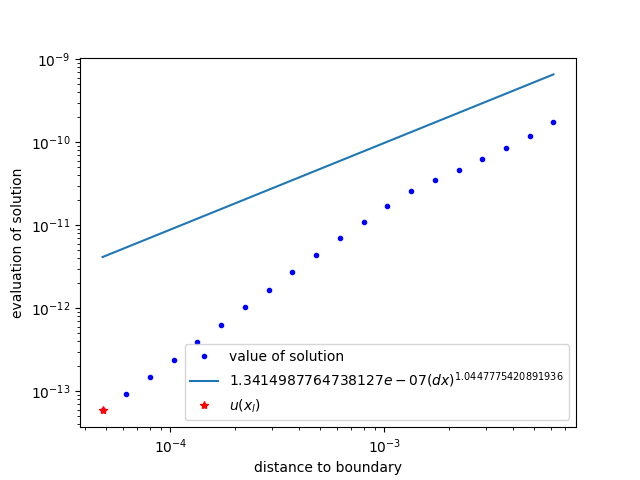 10⁻⁹
10⁻¹⁰
10⁻¹¹
10⁻¹²
10⁻¹³
evaluation of solution
value of solution
1.3414987764738127e − 07(dx)^1.0447775420891936
u(x_l)
10⁻⁴ 10⁻³
distance to boundary